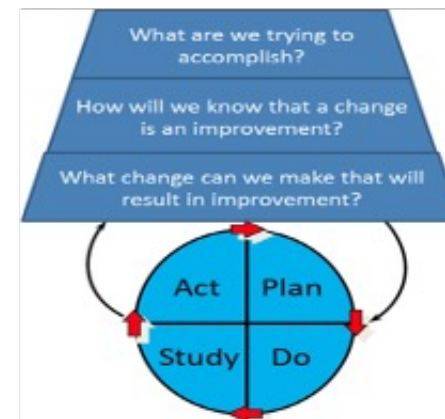 What are we trying to
accomplish?
How will we know that a change
is an improvement?
What change can we make that will
result in improvement?
Act Plan
Study Do